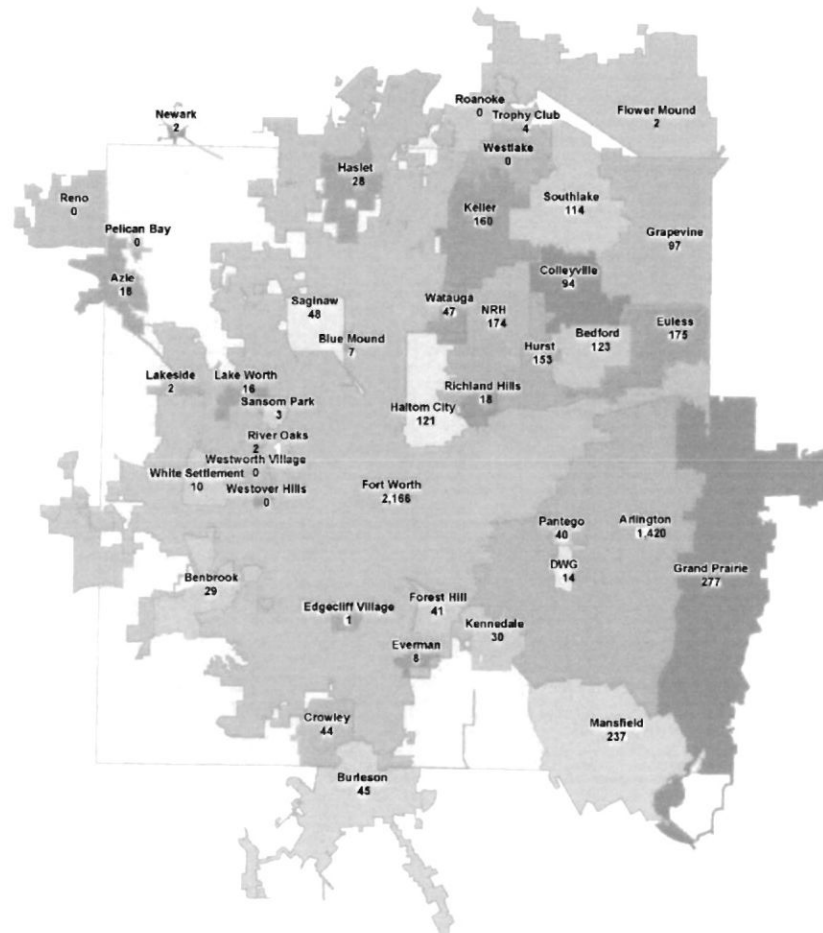 Roanoke
0
Trophy Club
4
Flower Mound
2
Newark
2
Westlake
0
Haslet
28
Reno
0
Southlake
114
Keller
160
Pelican Bay
0
Grapevine
97
Colleyville
94
Azle
18
Saginaw
48
Watauga
47
NRH
174
Euless
175
Bedford
123
Blue Mound
7
Hurst
153
Lakeside
2
Lake Worth
16
Richland Hills
18
Sansom Park
3
Haltom City
121
River Oaks
2
Westworth Village
0
White Settlement
10
Westover Hills
0
Fort Worth
2,166
Pantego
40
Arlington
1,420
DWG
14
Grand Prairie
277
Benbrook
29
Forest Hill
41
Edgecliff Village
1
Kennedale
30
Everman
8
Crowley
44
Mansfield
237
Burleson
45